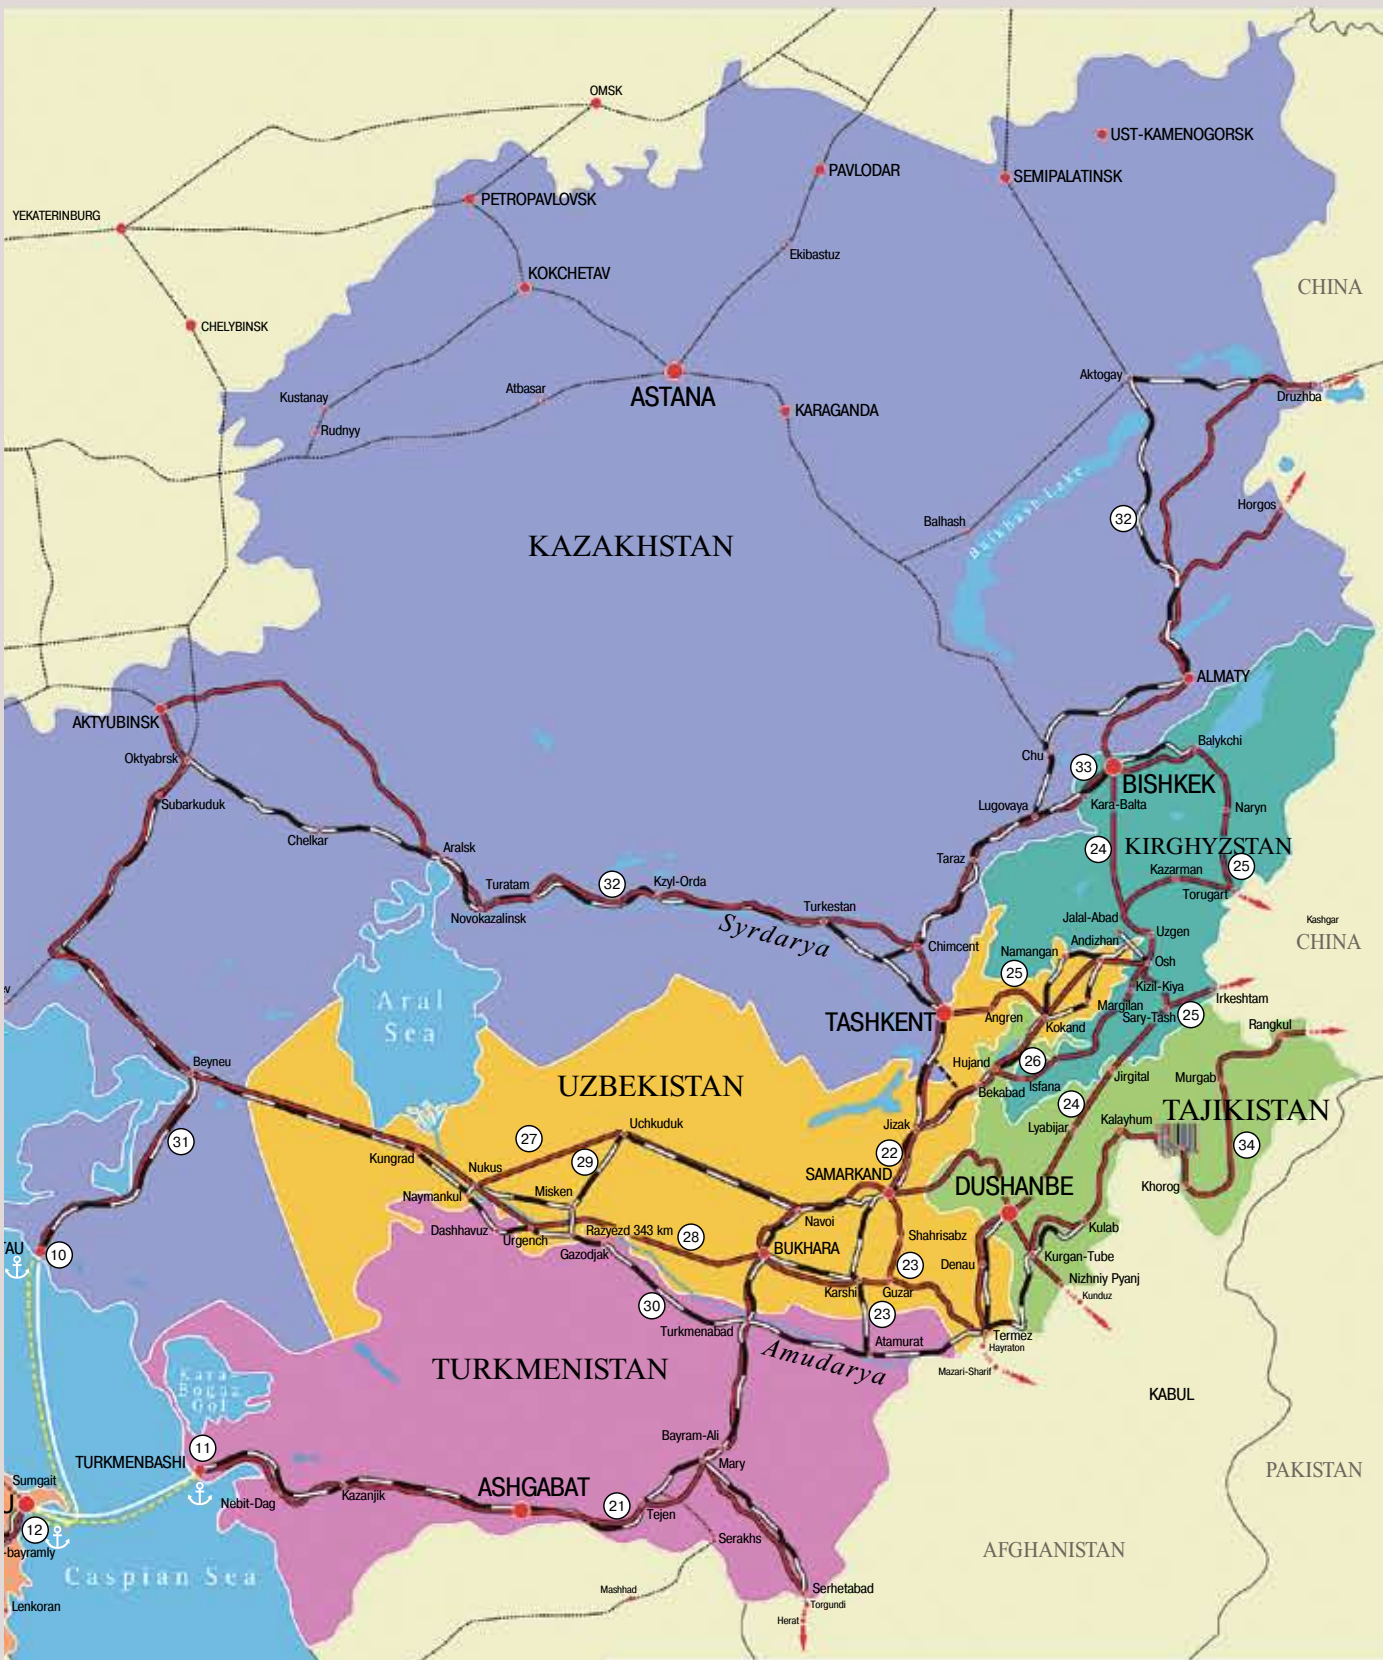 OMSK
UST-KAMENOGORSK
PAVLODAR
SEMIPALATINSK
PETROPAVLOVSK
YEKATERINBURG
Ekibastuz
KOKCHETAV
CHINA
CHELYBINSK
Aktogay
Druzhba
Kustanay
Atbasar
ASTANA
KARAGANDA
Rudnyy
Balkhash Lake
Horgos
32
Balhash
KAZAKHSTAN
ALMATY
AKTYUBINSK
Balykchi
Oktyabrsk
Chu
33
BISHKEK
Subarkuduk
Lugovaya
Kara-Balta
Naryn
Chelkar
Aralsk
24
KIRGHYZSTAN
Taraz
Kazarman
25
Turatam
32
Kzyl-Orda
Torugart
Novokazalinsk
Turkestan
Jalal-Abad
Kashgar
Syrdarya
Uzgen
CHINA
Chimcent
Andizhan
Namangan
Osh
25
ev
Kizil-Kiya
Aral
Sea
Irkeshtam
Margilan
TASHKENT
Angren
Sary-Tash
25
Kokand
Rangkul
Beyneu
Hujand
26
Jirgital
Murgab
UZBEKISTAN
Bekabad
Isfana
24
TAJIKISTAN
Uchkuduk
Jizak
Lyabijar
Kalayhum
31
27
22
34
Kungrad
29
Nukus
SAMARKAND
DUSHANBE
Khorog
Naymankul
Misken
Navoi
Dashhavuz
Razyezd 343 km
28
Shahrisabz
Kulab
Urgench
BUKHARA
TAU
10
Gazodjak
Kurgan-Tube
Denau
23
Nizhniy Pyanj
Karshi
Guzar
Kunduz
30
23
Turkmenabad
Termez
Atamurat
Hayraton
TURKMENISTAN
Amudarya
Mazari-Sharif
Kara
Bogaz
Gol
KABUL
Bayram-Ali
11
TURKMENBASHI
Mary
PAKISTAN
Sumgait
ASHGABAT
Nebit-Dag
Kazanjik
21
Tejen
U
12
Serakhs
-bayramly
AFGHANISTAN
Caspian Sea
Mashhad
Serhetabad
Lenkoran
Torgundi
Herat